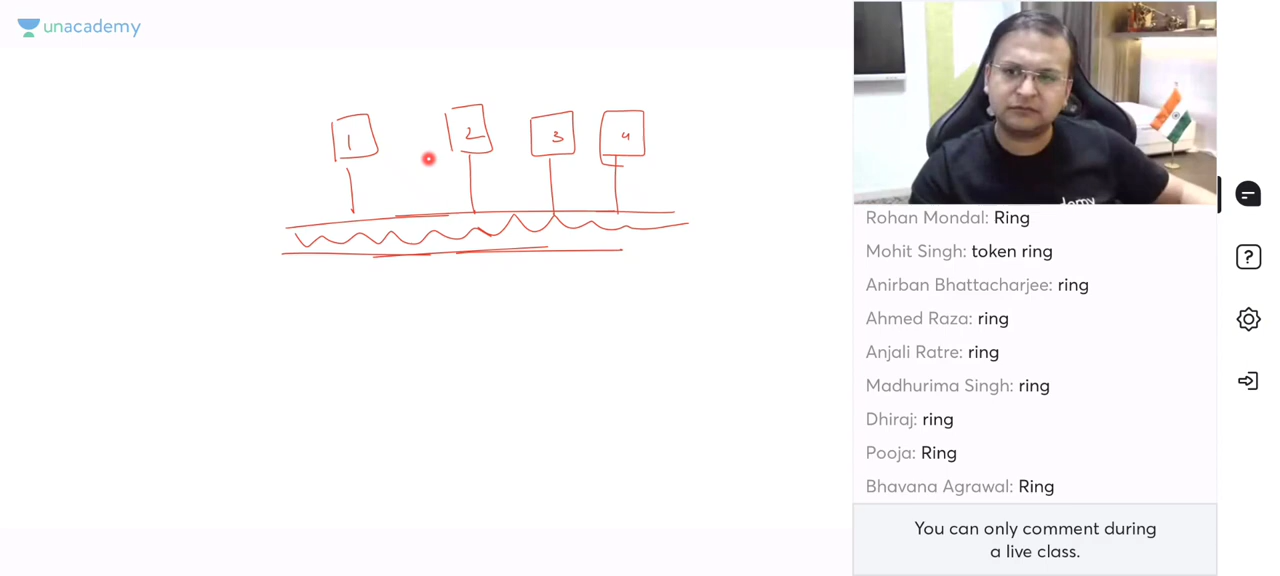 unacademy
1 2 3 4
Rohan Mondal: Ring
Mohit Singh: token ring
Anirban Bhattacharjee: ring
Ahmed Raza: ring
Anjali Ratre: ring
Madhurima Singh: ring
Dhiraj: ring
Pooja: Ring
Bhavana Agrawal: Ring
You can only comment during
a live class.
?